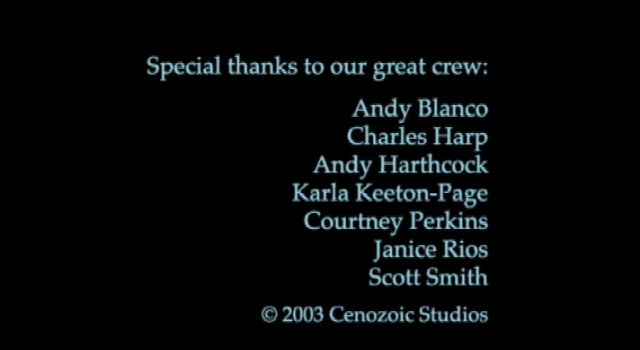 Special thanks to our great crew:
Andy Blanco
Charles Harp
Andy Harthcock
Karla Keeton-Page
Courtney Perkins
Janice Rios
Scott Smith
© 2003 Cenozoic Studios